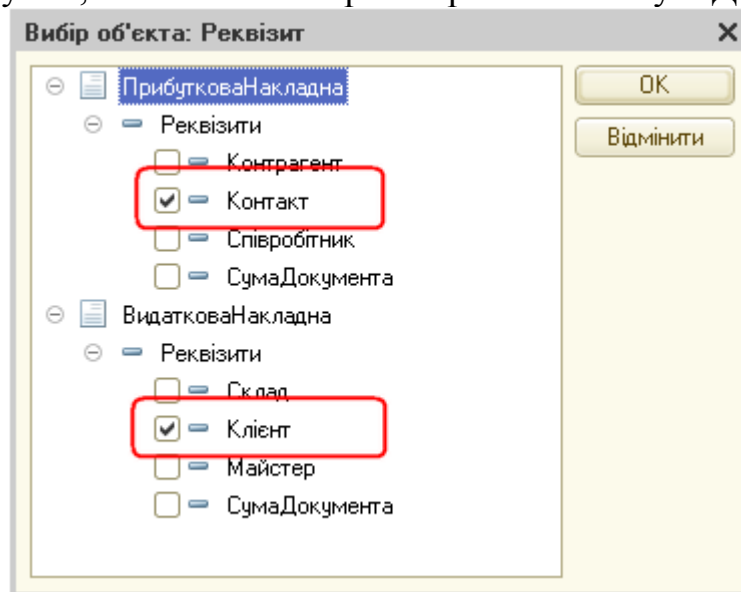 Вибір об'єкта: Реквізит
ПрибутковаНакладна
OK
Реквізити
Відмінити
Контрагент
Контакт
Співробітник
СумаДокумента
ВидатковаНакладна
Реквізити
Склад
Клієнт
Майстер
СумаДокумента